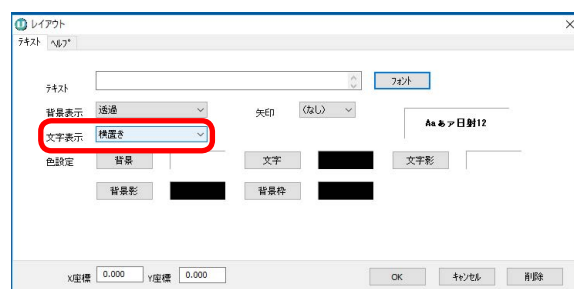 レイアウト
テキスト ヘルプ
テキスト フォント
背景表示 透過 矢印 (なし)
文字表示 横置き
Aaあァ日射12
色設定 背景 文字 文字影
背景影 背景枠
X座標 0.000 Y座標 0.000 OK キャンセル 削除